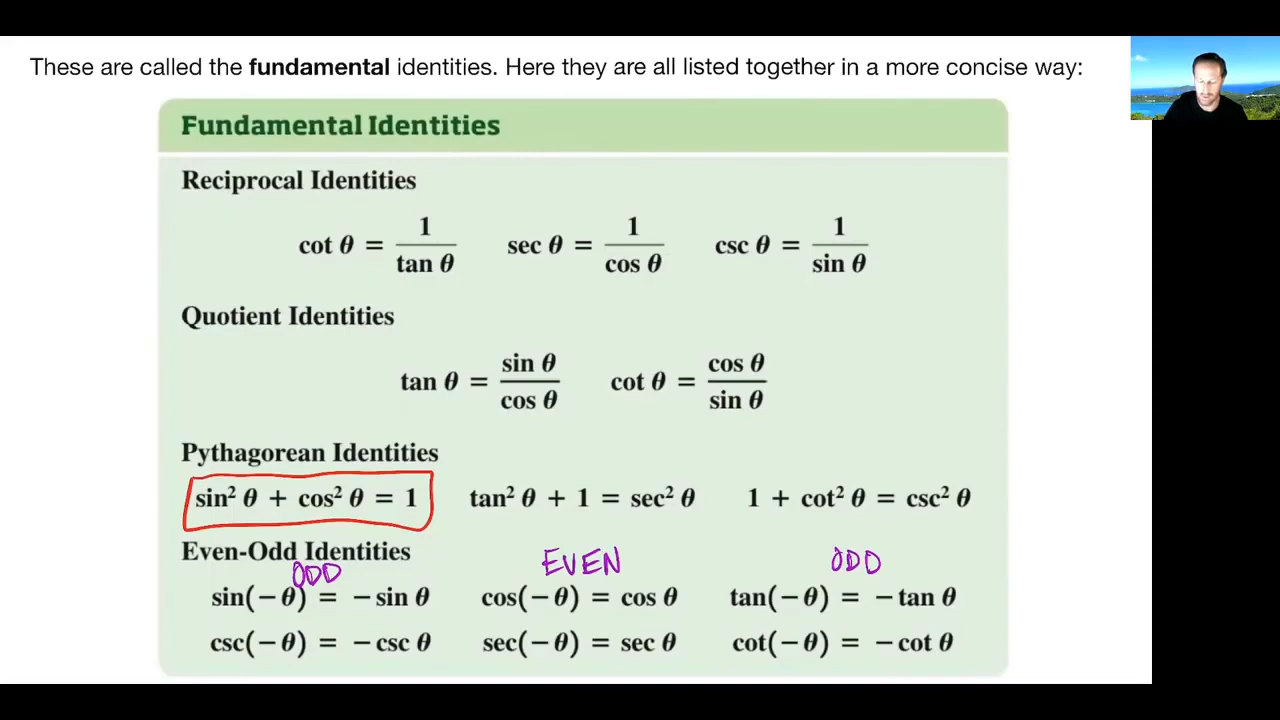 These are called the fundamental identities. Here they are all listed together in a more concise way:
Fundamental Identities
Reciprocal Identities
cot θ = 1/tan θ sec θ = 1/cos θ csc θ = 1/sin θ
Quotient Identities
tan θ = sin θ/cos θ cot θ = cos θ/sin θ
Pythagorean Identities
sin² θ + cos² θ = 1 tan² θ + 1 = sec² θ 1 + cot² θ = csc² θ
Even-Odd Identities
ODD EVEN ODD
sin(−θ) = −sin θ cos(−θ) = cos θ tan(−θ) = −tan θ
csc(−θ) = −csc θ sec(−θ) = sec θ cot(−θ) = −cot θ